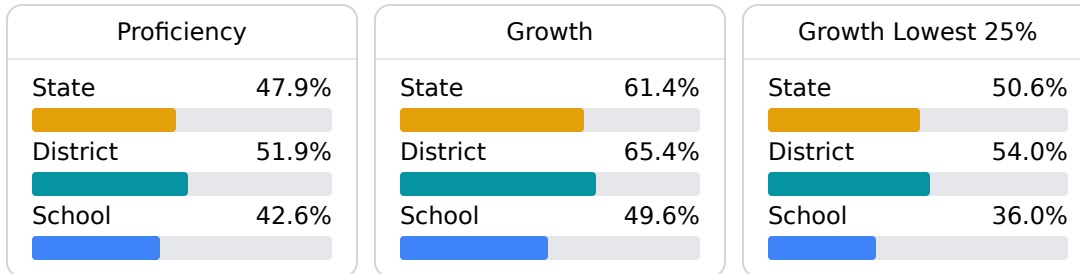 Proficiency
State 47.9%
District 51.9%
School 42.6%
Growth
State 61.4%
District 65.4%
School 49.6%
Growth Lowest 25%
State 50.6%
District 54.0%
School 36.0%